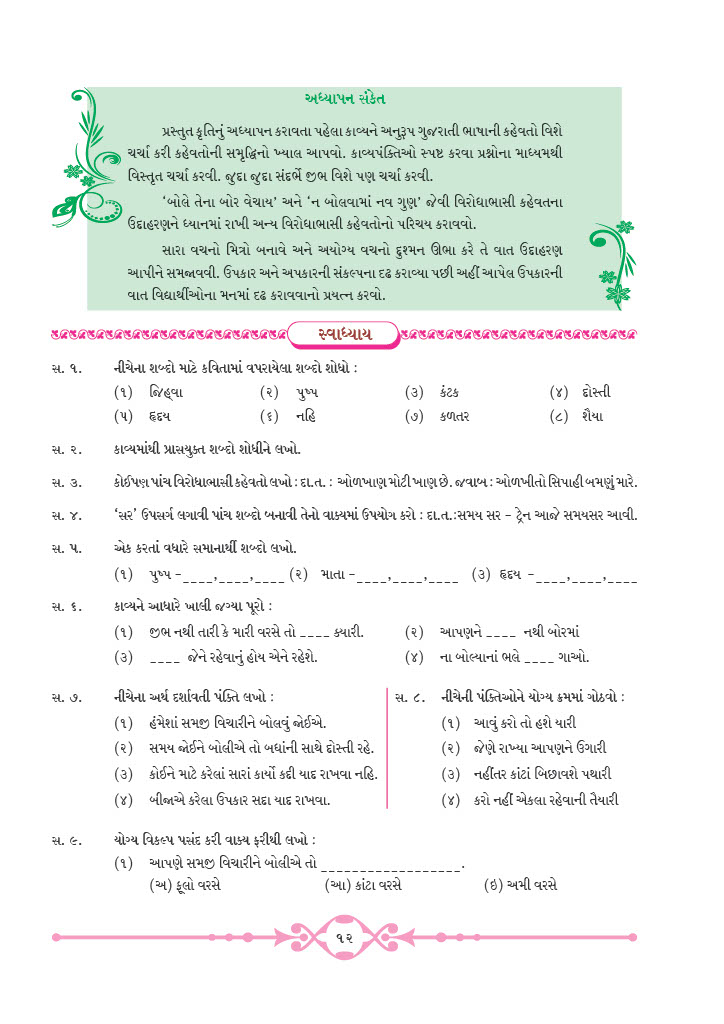 અધ્યાપન સંકેત
પ્રસ્તુત કૃતિનું અધ્યાપન કરાવતા પહેલા કાવ્યને અનુરૂપ ગુજરાતી ભાષાની કહેવતો વિશે
ચર્ચા કરી કહેવતોની સમૃદ્ધિનો ખ્યાલ આપવો. કાવ્યપંક્તિઓ સ્પષ્ટ કરવા પ્રશ્નોના માધ્યમથી
વિસ્તૃત ચર્ચા કરવી. જુદા જુદા સંદર્ભે જીભ વિશે પણ ચર્ચા કરવી.
‘બોલે તેના બોર વેચાય’ અને ‘ન બોલવામાં નવ ગુણ’ જેવી વિરોધાભાસી કહેવતના
ઉદાહરણને ધ્યાનમાં રાખી અન્ય વિરોધાભાસી કહેવતોનો પરિચય કરાવવો.
સારા વચનો મિત્રો બનાવે અને અયોગ્ય વચનો દુશ્મન ઊભા કરે તે વાત ઉદાહરણ
આપીને સમજાવવી. ઉપકાર અને અપકારની સંકલ્પના દૃઢ કરાવ્યા પછી અહીં આપેલ ઉપકારની
વાત વિદ્યાર્થીઓના મનમાં દૃઢ કરાવવાનો પ્રયત્ન કરવો.
સ્વાધ્યાય
સ. ૧. નીચેના શબ્દો માટે કવિતામાં વપરાયેલા શબ્દો શોધો :
(૧) જિહ્વા (૨) પુષ્પ (૩) કંટક (૪) દોસ્તી
(૫) હૃદય (૬) નહિ (૭) કળતર (૮) શૈયા
સ. ૨. કાવ્યમાંથી પ્રાસયુક્ત શબ્દો શોધીને લખો.
સ. ૩. કોઈપણ પાંચ વિરોધાભાસી કહેવતો લખો : દા.ત. : ઓળખાણ મોટી ખાણ છે. જવાબ : ઓળખીતો સિપાહી બમણું મારે.
સ. ૪. ‘સર’ ઉપસર્ગ લગાવી પાંચ શબ્દો બનાવી તેનો વાક્યમાં ઉપયોગ કરો : દા.ત.:સમય સર – ટ્રેન આજે સમયસર આવી.
સ. ૫. એક કરતાં વધારે સમાનાર્થી શબ્દો લખો.
(૧) પુષ્પ –____,____,____ (૨) માતા –____,____,____ (૩) હૃદય –____,____,____
સ. ૬. કાવ્યને આધારે ખાલી જગ્યા પૂરો :
(૧) જીભ નથી તારી કે મારી વરસે તો ____ ક્યારી. (૨) આપણને ____ નથી બોરમાં
(૩) ____ જેને રહેવાનું હોય એને રહેશે. (૪) ના બોલ્યાનાં ભલે ____ ગાઓ.
સ. ૭. નીચેના અર્થ દર્શાવતી પંક્તિ લખો :
(૧) હંમેશાં સમજી વિચારીને બોલવું જોઈએ.
(૨) સમય જોઈને બોલીએ તો બધાંની સાથે દોસ્તી રહે.
(૩) કોઈને માટે કરેલાં સારાં કાર્યો કદી યાદ રાખવા નહિ.
(૪) બીજાએ કરેલા ઉપકાર સદા યાદ રાખવા.
સ. ૮. નીચેની પંક્તિઓને યોગ્ય ક્રમમાં ગોઠવો :
(૧) આવું કરો તો હશે યારી
(૨) જેણે રાખ્યા આપણને ઉગારી
(૩) નહીંતર કાંટાં બિછાવશે પથારી
(૪) કરો નહીં એકલા રહેવાની તૈયારી
સ. ૯. યોગ્ય વિકલ્પ પસંદ કરી વાક્ય ફરીથી લખો :
(૧) આપણે સમજી વિચારીને બોલીએ તો __________________.
(અ) ફૂલો વરસે (આ) કાંટા વરસે (ઇ) અમી વરસે
૧૨